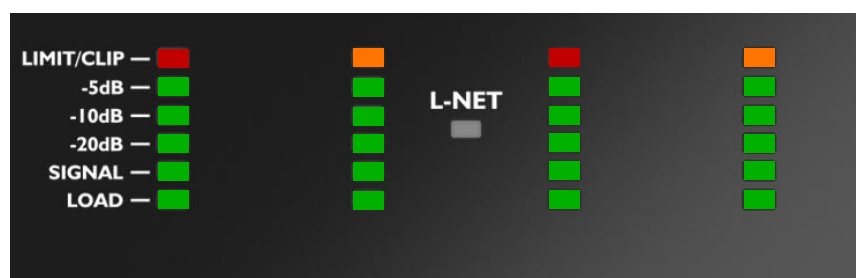 LIMIT/CLIP
-5dB
-10dB
L-NET
-20dB
SIGNAL
LOAD